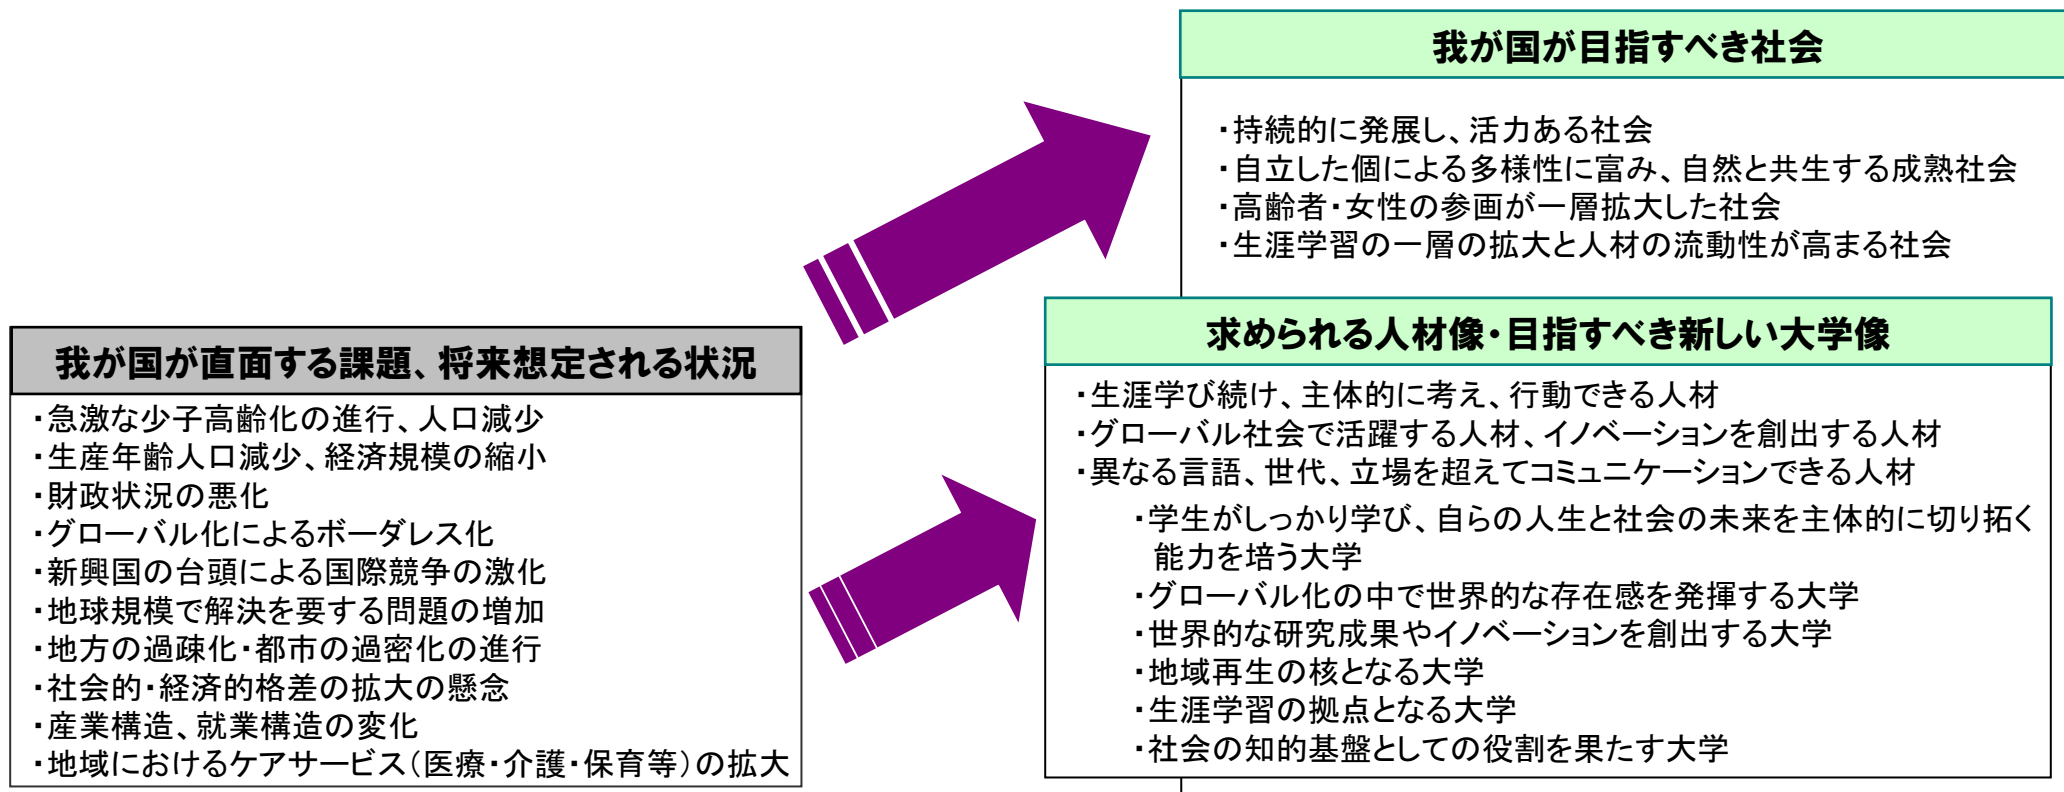 我が国が目指すべき社会
・持続的に発展し、活力ある社会
・自立した個による多様性に富み、自然と共生する成熟社会
・高齢者・女性の参画が一層拡大した社会
・生涯学習の一層の拡大と人材の流動性が高まる社会
我が国が直面する課題、将来想定される状況
・急激な少子高齢化の進行、人口減少
・生産年齢人口減少、経済規模の縮小
・財政状況の悪化
・グローバル化によるボーダレス化
・新興国の台頭による国際競争の激化
・地球規模で解決を要する問題の増加
・地方の過疎化・都市の過密化の進行
・社会的・経済的格差の拡大の懸念
・産業構造、就業構造の変化
・地域におけるケアサービス(医療・介護・保育等)の拡大
求められる人材像・目指すべき新しい大学像
・生涯学び続け、主体的に考え、行動できる人材
・グローバル社会で活躍する人材、イノベーションを創出する人材
・異なる言語、世代、立場を超えてコミュニケーションできる人材
・学生がしっかり学び、自らの人生と社会の未来を主体的に切り拓く
能力を培う大学
・グローバル化の中で世界的な存在感を発揮する大学
・世界的な研究成果やイノベーションを創出する大学
・地域再生の核となる大学
・生涯学習の拠点となる大学
・社会の知的基盤としての役割を果たす大学